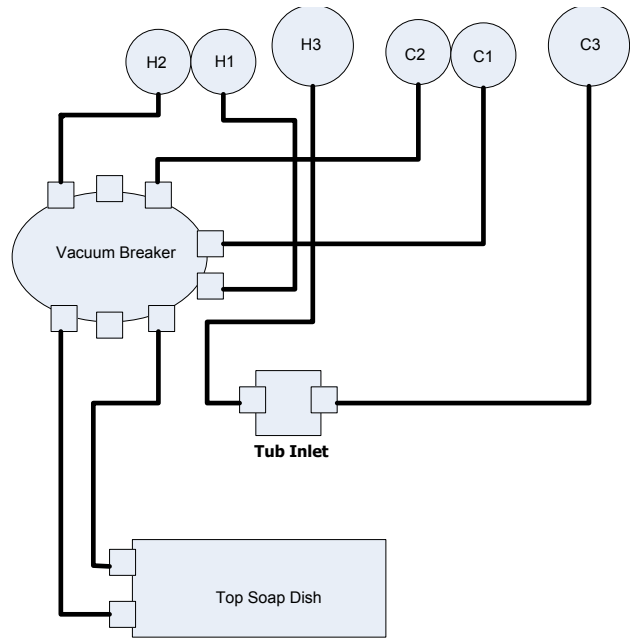 H2
H1
H3
C2
C1
C3
Vacuum Breaker
Tub Inlet
Top Soap Dish